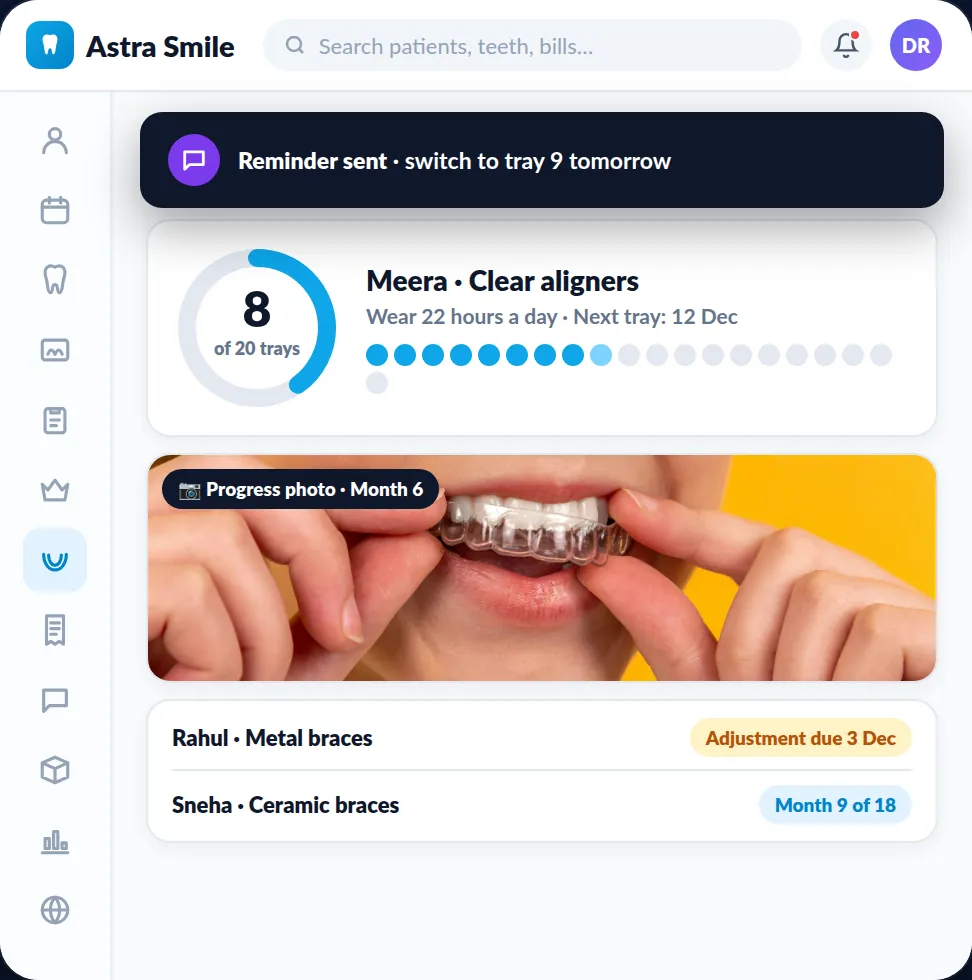 Astra Smile
Search patients, teeth, bills...
DR
Reminder sent · switch to tray 9 tomorrow
8
of 20 trays
Meera · Clear aligners
Wear 22 hours a day · Next tray: 12 Dec
📷 Progress photo · Month 6
Rahul · Metal braces
Adjustment due 3 Dec
Sneha · Ceramic braces
Month 9 of 18